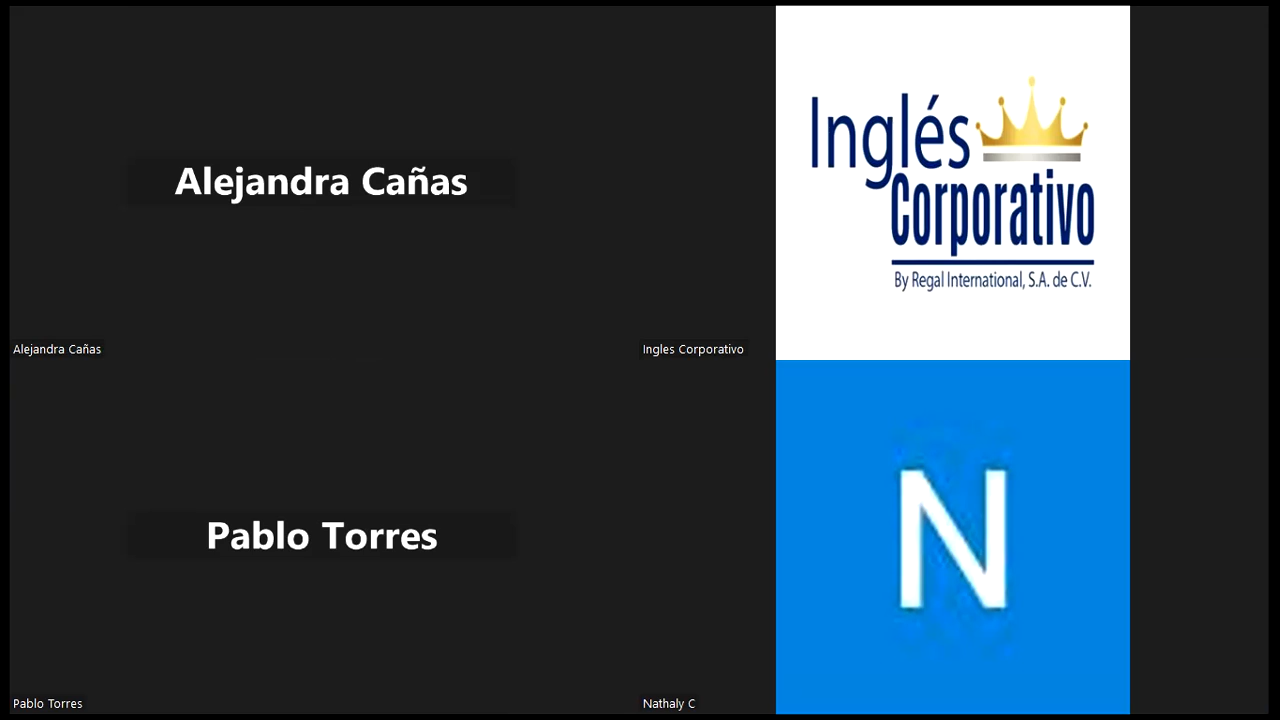 Alejandra Cañas
Alejandra Cañas
Inglés
Corporativo
By Regal International, S.A. de C.V.
Ingles Corporativo
Pablo Torres
Pablo Torres
N
Nathaly C